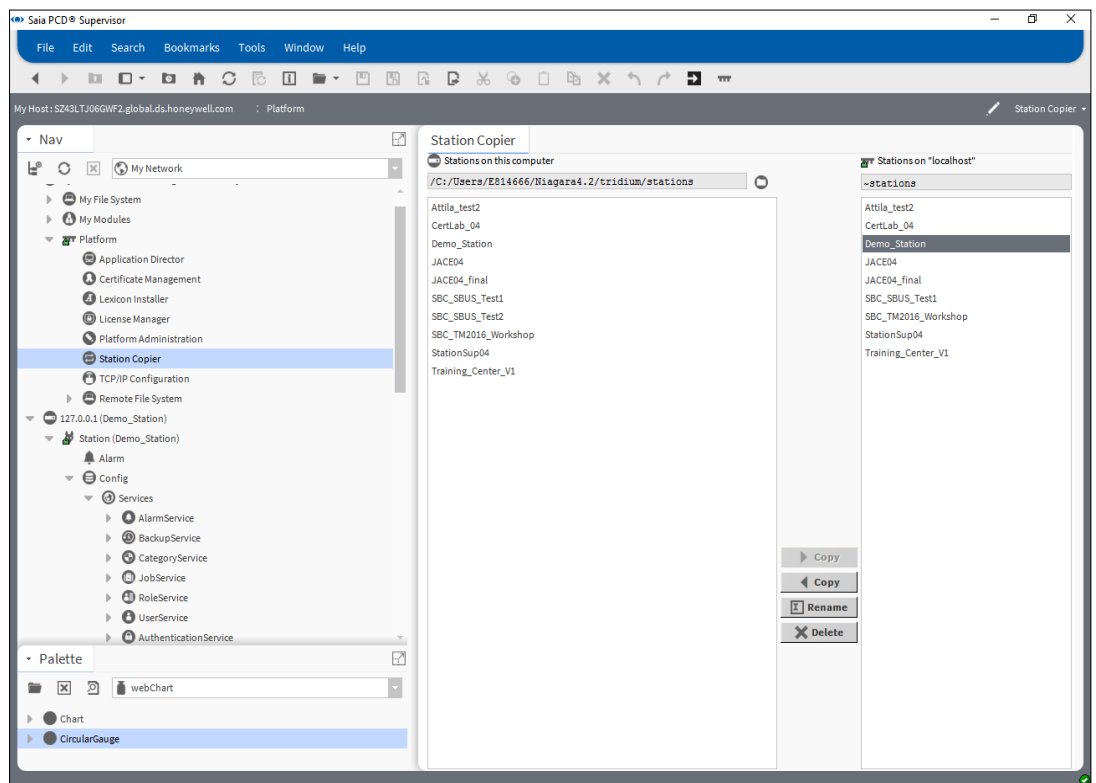 Saia PCD® Supervisor
File Edit Search Bookmarks Tools Window Help
My Host : SZ43LTJ06GWF2.global.ds.honeywell.com : Platform
Station Copier
Nav
My Network
My File System
My Modules
Platform
Application Director
Certificate Management
Lexicon Installer
License Manager
Platform Administration
Station Copier
TCP/IP Configuration
Remote File System
127.0.0.1 (Demo_Station)
Station (Demo_Station)
Alarm
Config
Services
AlarmService
BackupService
CategoryService
JobService
RoleService
UserService
AuthenticationService
Palette
webChart
Chart
CircularGauge
Station Copier
Stations on this computer
/C:/Users/E814666/Niagara4.2/tridium/stations
Attila_test2
CertLab_04
Demo_Station
JACE04
JACE04_final
SBC_SBUS_Test1
SBC_SBUS_Test2
SBC_TM2016_Workshop
StationSup04
Training_Center_V1
Copy
Copy
Rename
Delete
Stations on "localhost"
~stations
Attila_test2
CertLab_04
Demo_Station
JACE04
JACE04_final
SBC_SBUS_Test1
SBC_TM2016_Workshop
StationSup04
Training_Center_V1